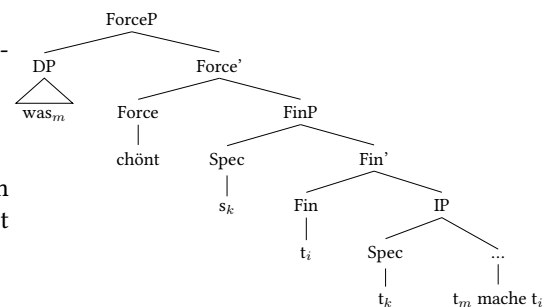 ForceP
DP Force’
was_m Force FinP
chönt Spec Fin’
s_k Fin IP
t_i Spec ...
t_k t_m mache t_i